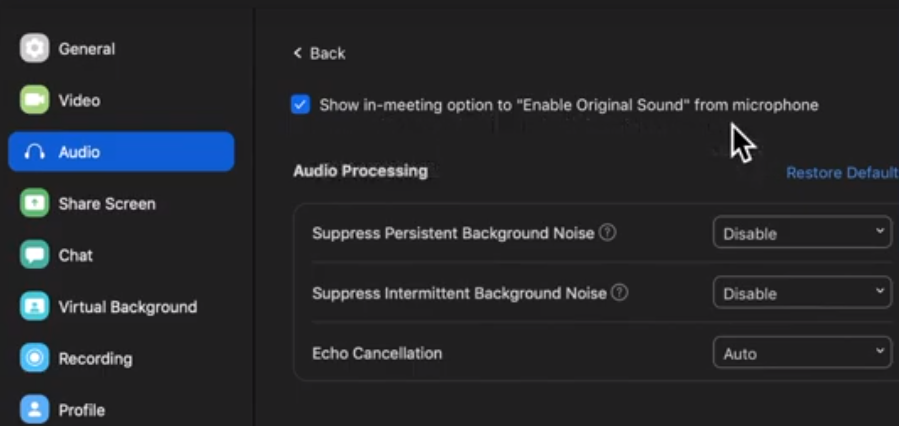 General
Video
Audio
Share Screen
Chat
Virtual Background
Recording
Profile
< Back
Show in-meeting option to "Enable Original Sound" from microphone
Audio Processing
Restore Default
Suppress Persistent Background Noise ? Disable
Suppress Intermittent Background Noise ? Disable
Echo Cancellation Auto